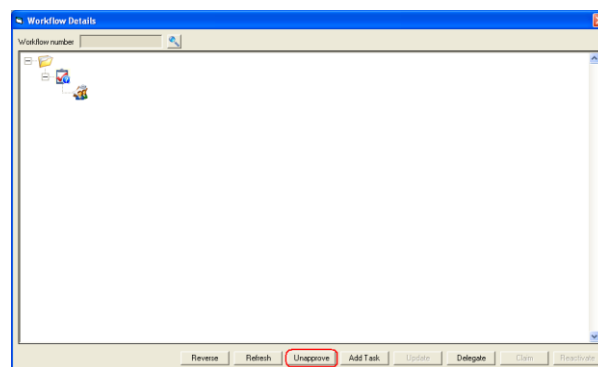 Workflow Details
Workflow number
Reverse Refresh Unapprove Add Task Update Delegate Claim Reactivate